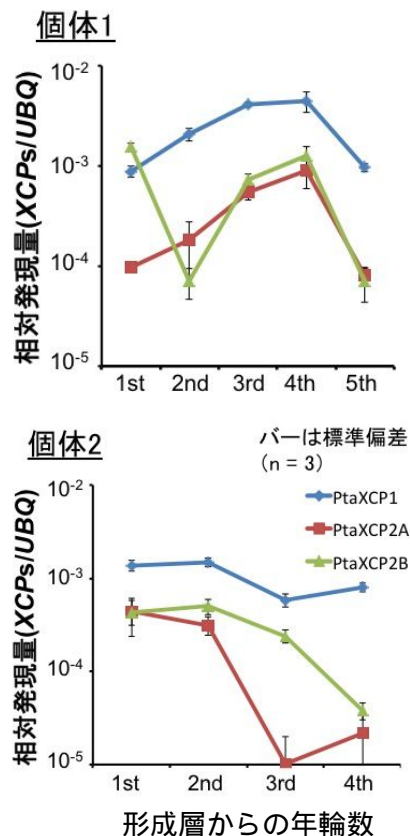 個体1
相対発現量(XCPs/UBQ)
10-2
10-3
10-4
10-5
1st 2nd 3rd 4th 5th
個体2
バーは標準偏差
(n = 3)
相対発現量(XCPs/UBQ)
10-2
10-3
10-4
10-5
PtaXCP1
PtaXCP2A
PtaXCP2B
1st 2nd 3rd 4th
形成層からの年輪数